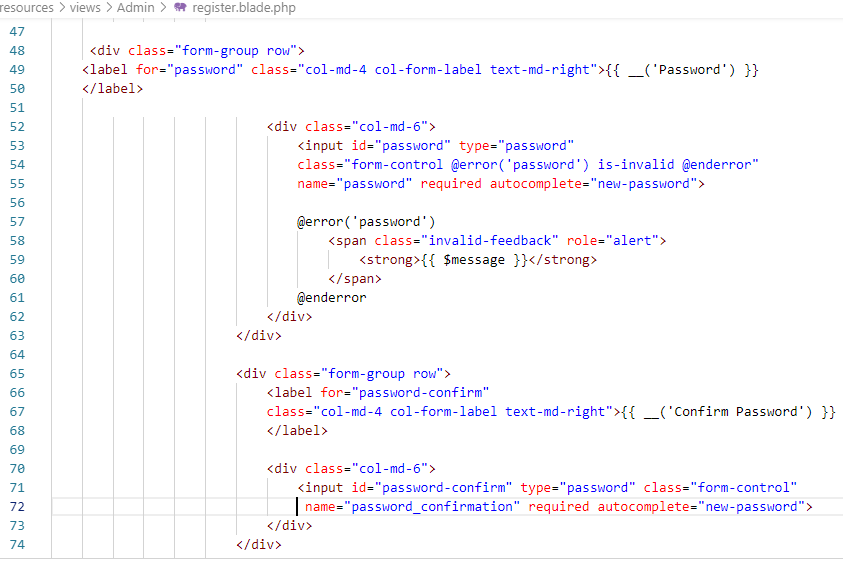 resources > views > Admin > register.blade.php
47
48 <div class="form-group row">
49 <label for="password" class="col-md-4 col-form-label text-md-right">{{ __('Password') }}
50 </label>
51
52 <div class="col-md-6">
53 <input id="password" type="password"
54 class="form-control @error('password') is-invalid @enderror"
55 name="password" required autocomplete="new-password">
56
57 @error('password')
58 <span class="invalid-feedback" role="alert">
59 <strong>{{ $message }}</strong>
60 </span>
61 @enderror
62 </div>
63 </div>
64
65 <div class="form-group row">
66 <label for="password-confirm"
67 class="col-md-4 col-form-label text-md-right">{{ __('Confirm Password') }}
68 </label>
69
70 <div class="col-md-6">
71 <input id="password-confirm" type="password" class="form-control"
72 name="password_confirmation" required autocomplete="new-password">
73 </div>
74 </div>